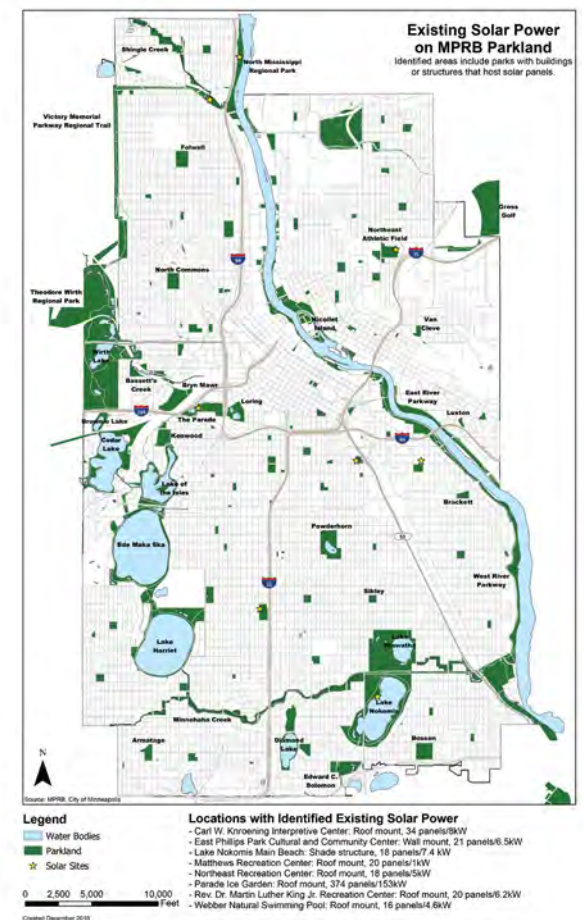 Existing Solar Power
on MPRB Parkland
Identified areas include parks with buildings
or structures that host solar panels.
Shingle Creek
North Mississippi
Regional Park
Victory Memorial
Parkway Regional Trail
Folwell
Gross
Golf
Northeast
Athletic Field
North Commons
Theodore Wirth
Regional Park
Nicollet
Island
Van
Cleve
Wirth
Lake
Bassett's
Creek
Bryn Mawr
East River
Parkway
Loring
Luxton
Brownie Lake
The Parade
Kenwood
Cedar
Lake
Lake of
the Isles
Brackett
Powderhorn
Bde Maka Ska
West River
Parkway
Sibley
Lake
Harriet
Lake
Hiawatha
Lake
Nokomis
Minnehaha Creek
Armatage
Diamond
Lake
Bossen
Edward C.
Solomon
N
Source: MPRB, City of Minneapolis
Legend
Water Bodies
Parkland
Solar Sites
0 2,500 5,000 10,000
Feet
Created December 2018
Locations with Identified Existing Solar Power
- Carl W. Knroening Interpretive Center: Roof mount, 34 panels/8kW
- East Phillips Park Cultural and Community Center: Wall mount, 21 panels/6.5kW
- Lake Nokomis Main Beach: Shade structure, 18 panels/7.4 kW
- Matthews Recreation Center: Roof mount, 20 panels/1kW
- Northeast Recreation Center: Roof mount, 18 panels/5kW
- Parade Ice Garden: Roof mount, 374 panels/153kW
- Rev. Dr. Martin Luther King Jr. Recreation Center: Roof mount, 20 panels/6.2kW
- Webber Natural Swimming Pool: Roof mount, 16 panels/4.6kW